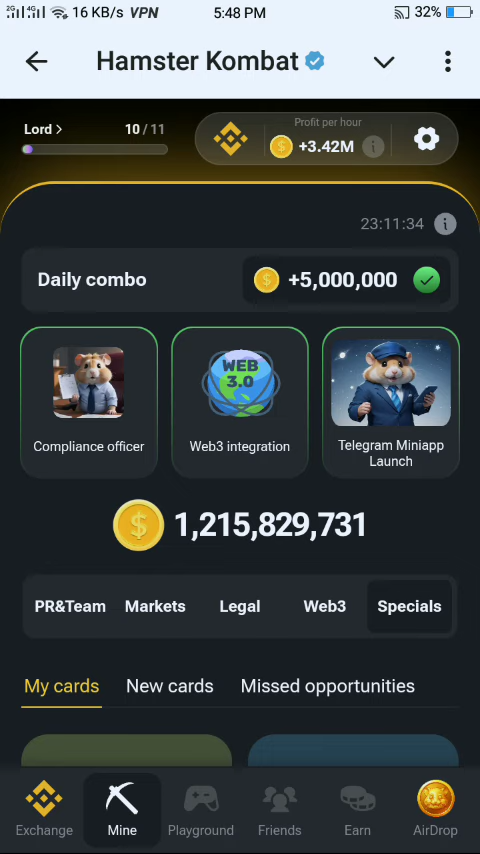 2G 4G 16 KB/s VPN 5:48 PM 32%
Hamster Kombat
Lord > 10 / 11
Profit per hour
+3.42M
23:11:34
Daily combo +5,000,000
WEB
3.0
Compliance officer Web3 integration Telegram Miniapp
Launch
1,215,829,731
PR&Team Markets Legal Web3 Specials
My cards New cards Missed opportunities
Exchange Mine Playground Friends Earn AirDrop